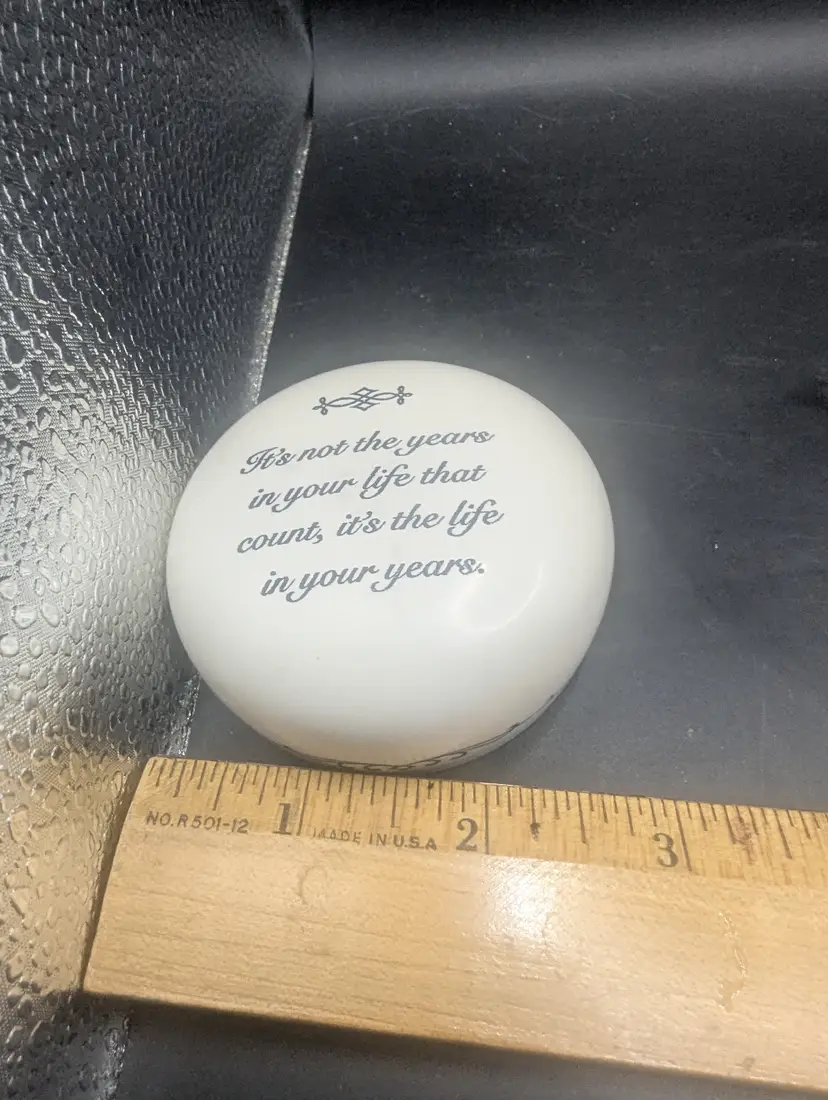 It's not the years
in your life that
count, it's the life
in your years.
NO. R501-12 1 MADE IN U.S.A 2 3